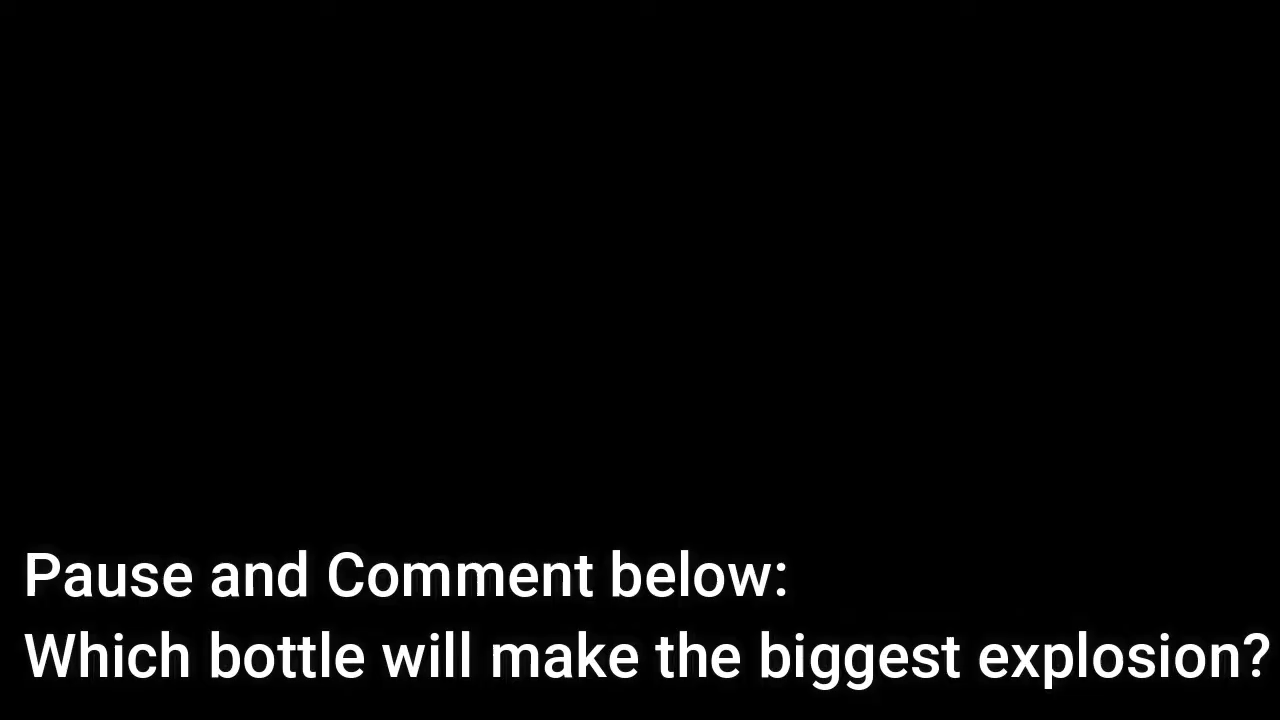 Pause and Comment below:
Which bottle will make the biggest explosion?